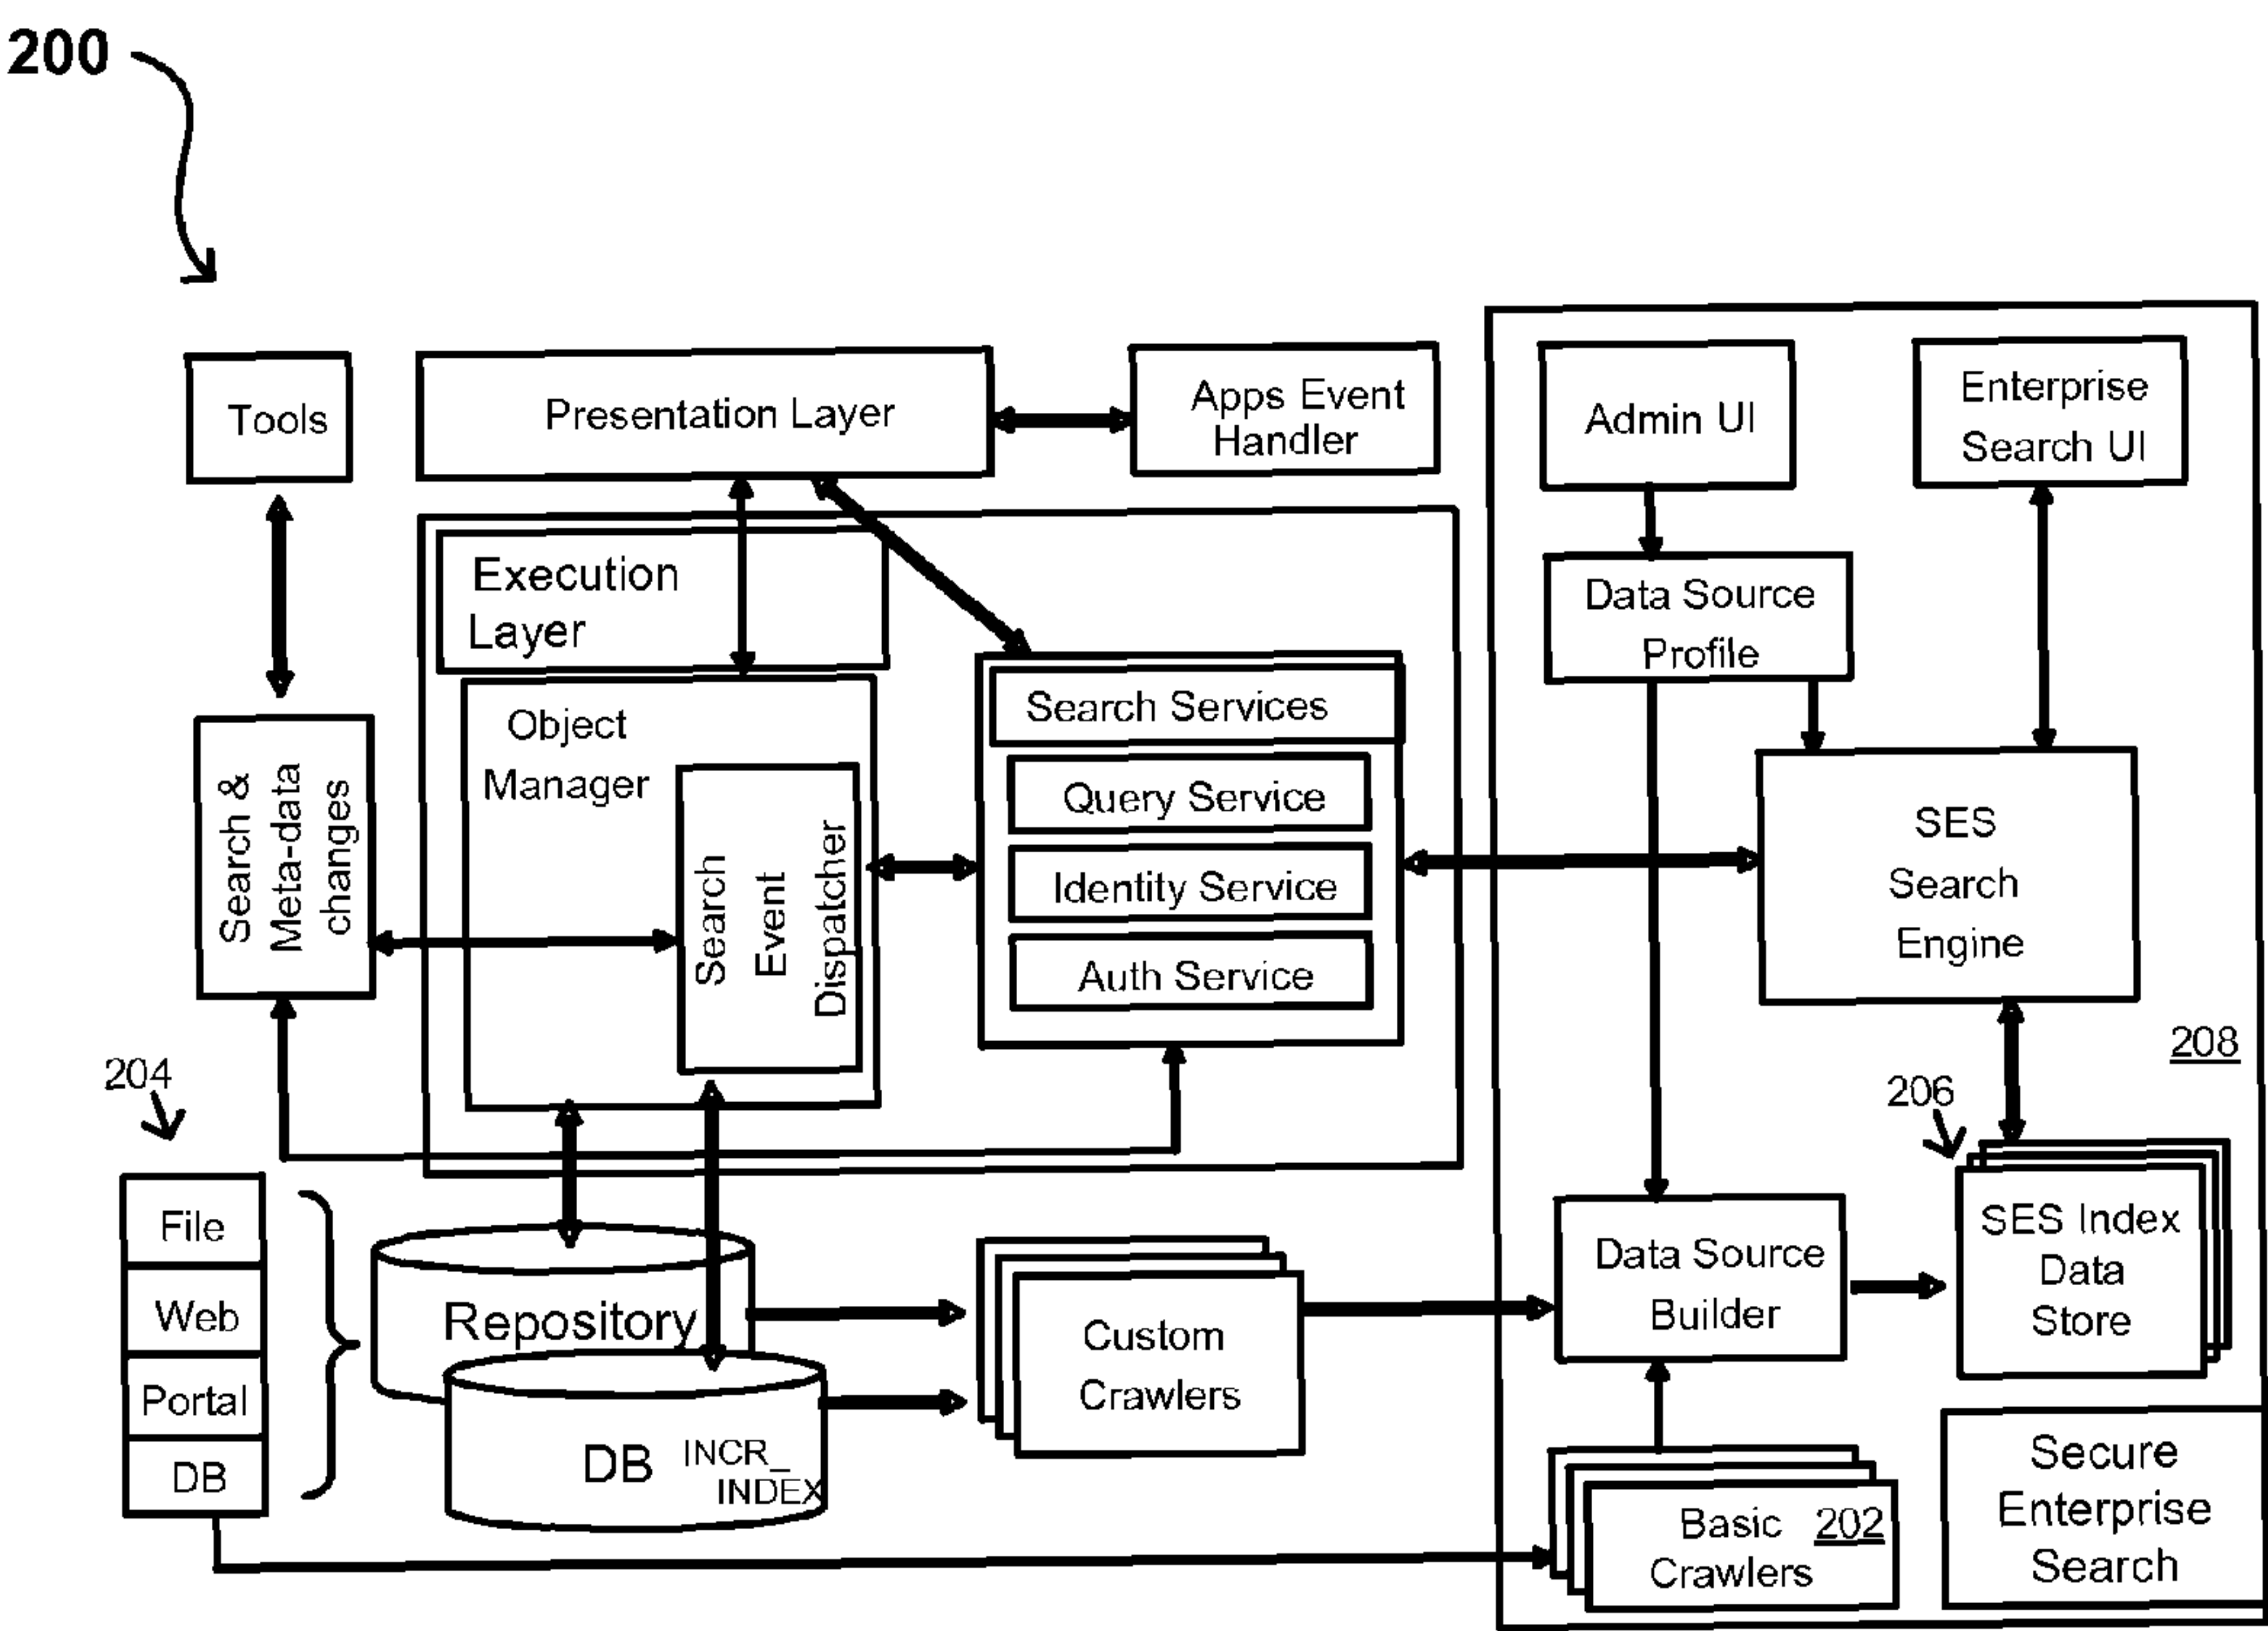 200
Tools
Presentation Layer
Apps Event
Handler
Admin UI
Enterprise
Search UI
Execution
Layer
Data Source
Profile
Object
Manager
Search
Event
Dispatcher
Search Services
Query Service
Identity Service
Auth Service
Search &
Meta-data
changes
SES
Search
Engine
208
204
206
File
Web
Portal
DB
Repository
DB
INCR_
INDEX
Custom
Crawlers
Data Source
Builder
SES Index
Data
Store
Basic 202
Crawlers
Secure
Enterprise
Search